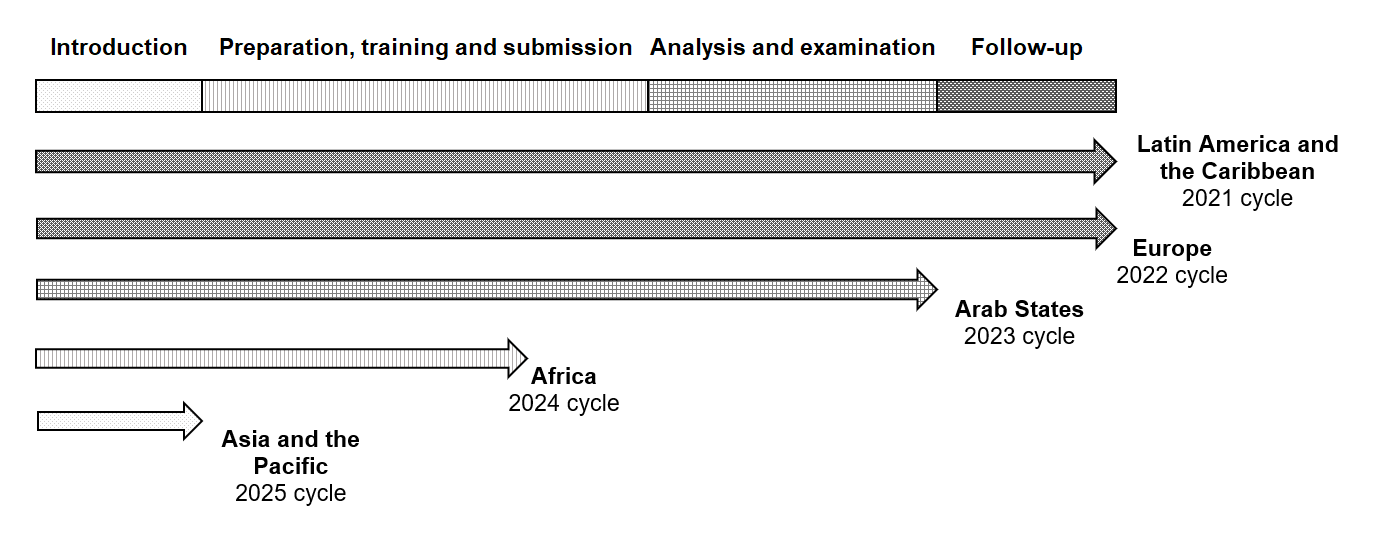 Introduction
Preparation, training and submission
Analysis and examination
Follow-up
Latin America and
the Caribbean
2021 cycle
Europe
2022 cycle
Arab States
2023 cycle
Africa
2024 cycle
Asia and the
Pacific
2025 cycle